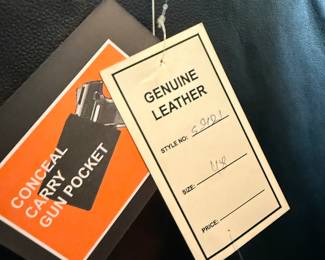 CONCEAL
CARRY
GUN POCKET
GENUINE
LEATHER
STYLE NO:
SIZE:
PRICE: